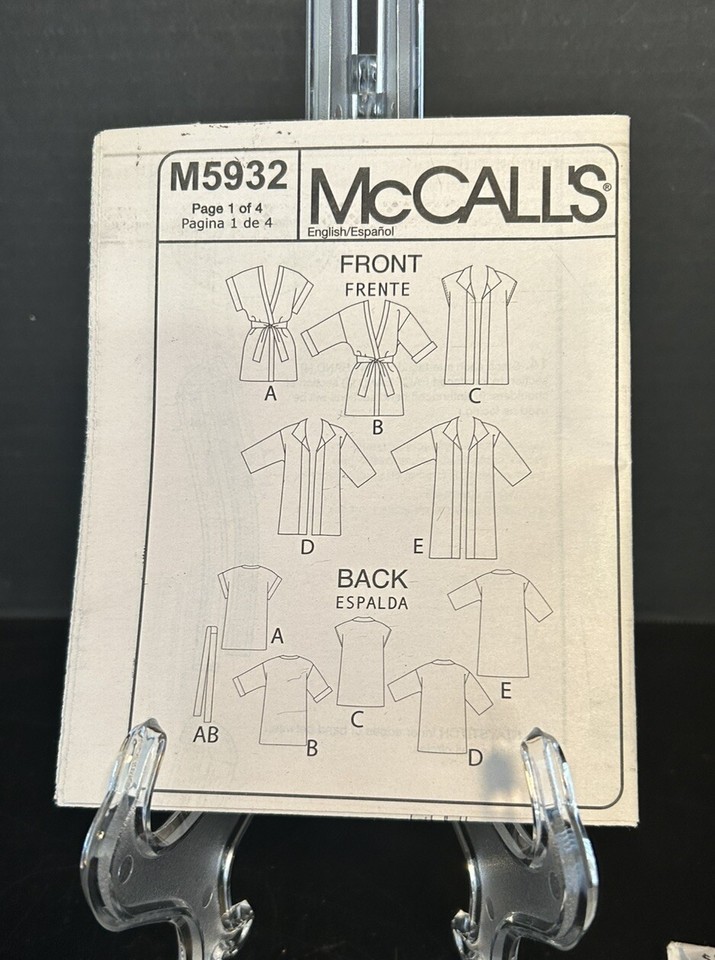 M5932
Page 1 of 4
Pagina 1 de 4
McCALL'S®
English/Español
FRONT
FRENTE
A
B
C
D
E
BACK
ESPALDA
A
AB
B
C
D
E